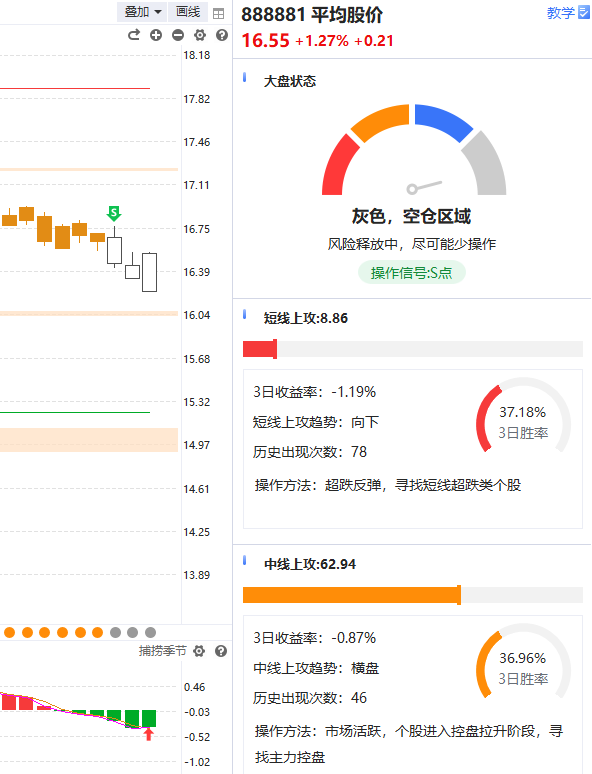 叠加 画线
18.18
17.82
17.46
17.11
16.75
16.39
16.04
15.68
15.32
14.97
14.61
14.25
13.89
S
捕捞季节
0.46
-0.03
-0.52
-1.02
888881 平均股价
教学
16.55 +1.27% +0.21
大盘状态
灰色，空仓区域
风险释放中，尽可能少操作
操作信号:S点
短线上攻:8.86
3日收益率：-1.19%
短线上攻趋势：向下
历史出现次数：78
37.18%
3日胜率
操作方法：超跌反弹，寻找短线超跌类个股
中线上攻:62.94
3日收益率：-0.87%
中线上攻趋势：横盘
历史出现次数：46
36.96%
3日胜率
操作方法：市场活跃，个股进入控盘拉升阶段，寻
找主力控盘